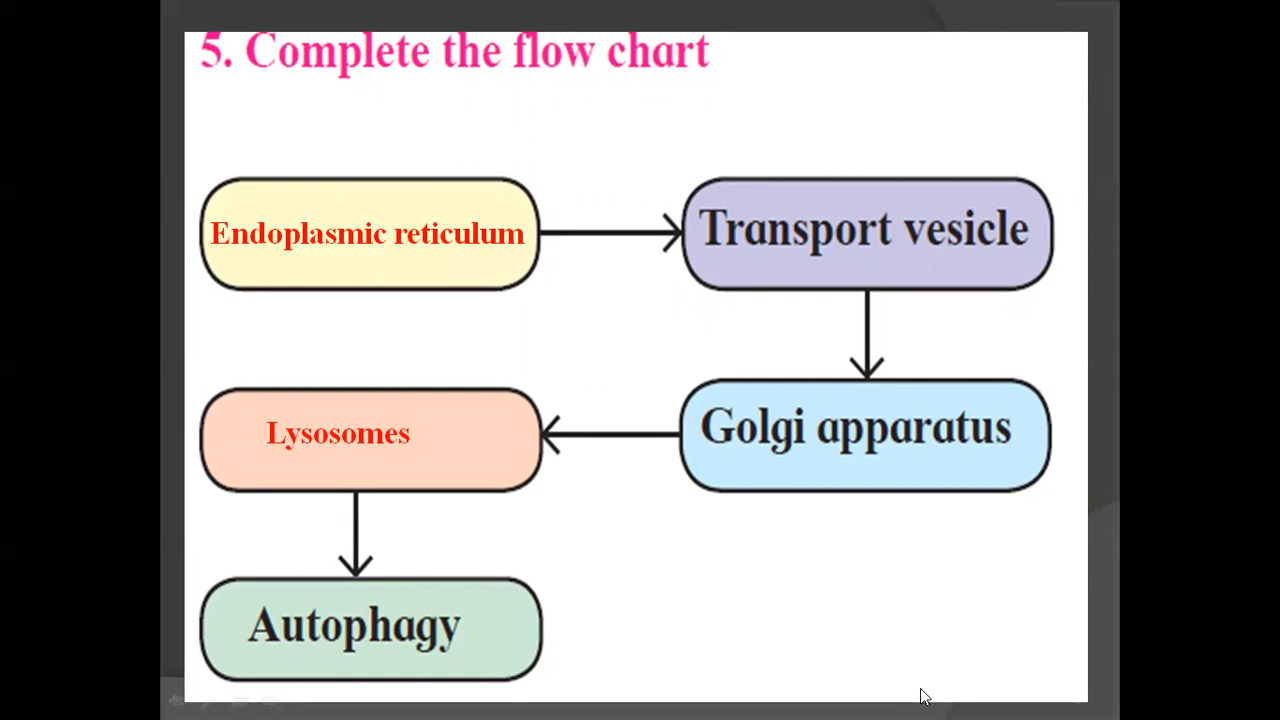 5. Complete the flow chart
Endoplasmic reticulum
Transport vesicle
Lysosomes
Golgi apparatus
Autophagy